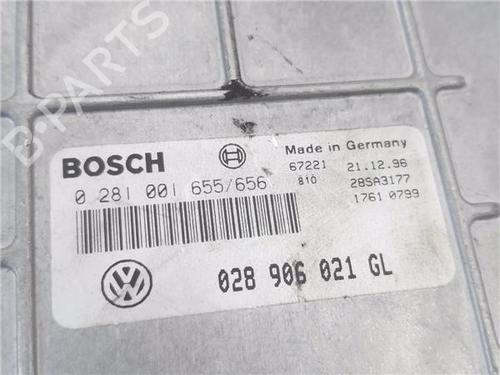 B-PARTS
Made in Germany
BOSCH
67221 21.12.96
0 281 001 655/656 810 28SA3177
1761 0799
028 906 021 GL